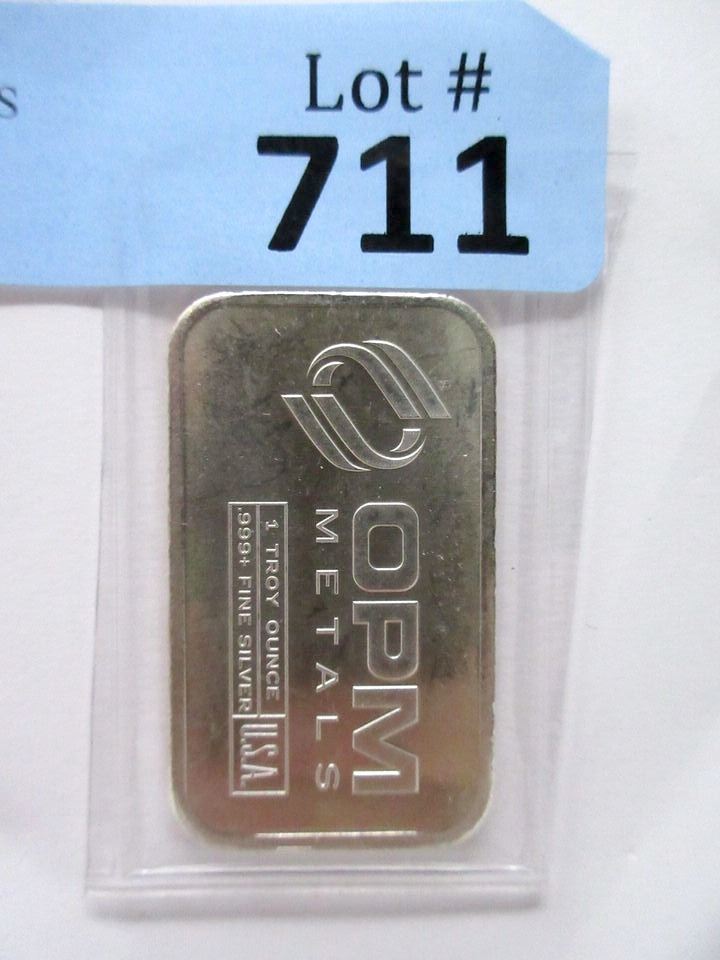 s
Lot #
711
OPM
METALS
1 TROY OUNCE
.999+ FINE SILVER
U.S.A.